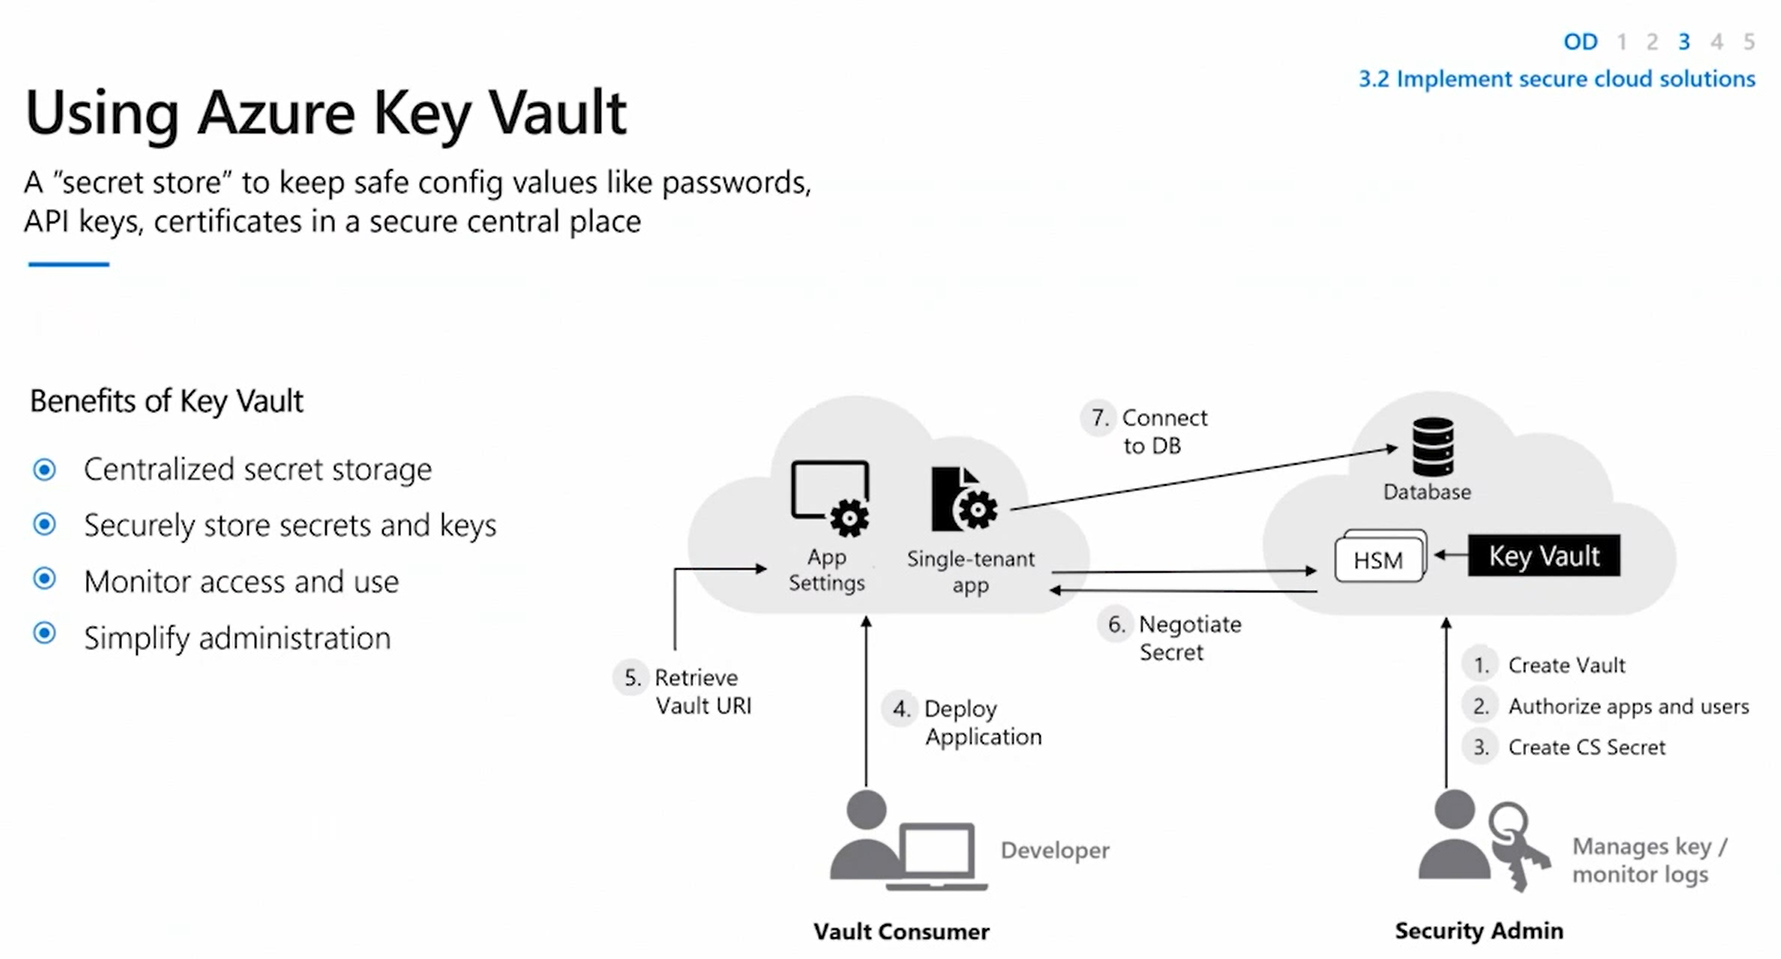 OD 1 2 3 4 5
3.2 Implement secure cloud solutions
Using Azure Key Vault
A "secret store" to keep safe config values like passwords,
API keys, certificates in a secure central place
Benefits of Key Vault
Centralized secret storage
Securely store secrets and keys
Monitor access and use
Simplify administration
7. Connect
to DB
Database
App
Settings
Single-tenant
app
HSM
Key Vault
6. Negotiate
Secret
5. Retrieve
Vault URI
4. Deploy
Application
1. Create Vault
2. Authorize apps and users
3. Create CS Secret
Developer
Manages key /
monitor logs
Vault Consumer
Security Admin